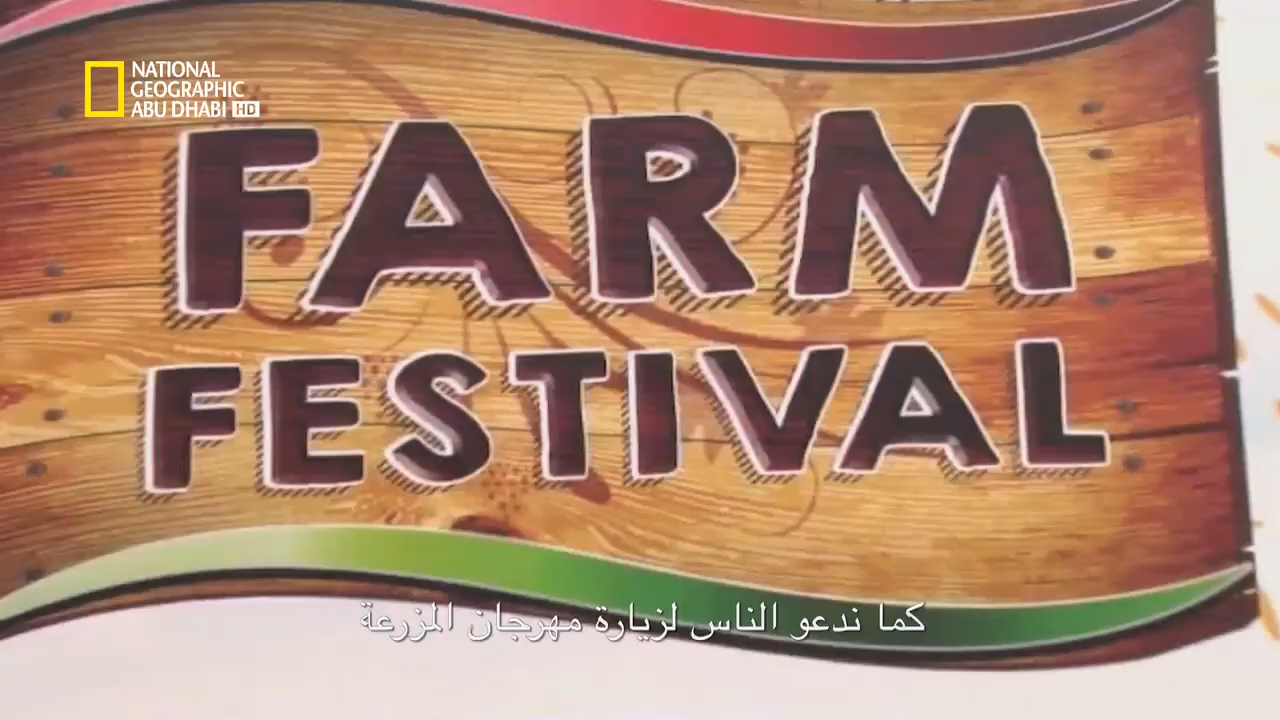 NATIONAL
GEOGRAPHIC
ABU DHABI HD
FARM
FESTIVAL
كما ندعو الناس لزيارة مهرجان المزرعة